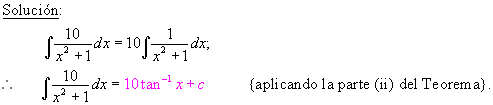 Solución:
∫ 10/(x² + 1) dx = 10 ∫ 1/(x² + 1) dx;
∴ ∫ 10/(x² + 1) dx = 10 tan⁻¹ x + c {aplicando la parte (ii) del Teorema}.